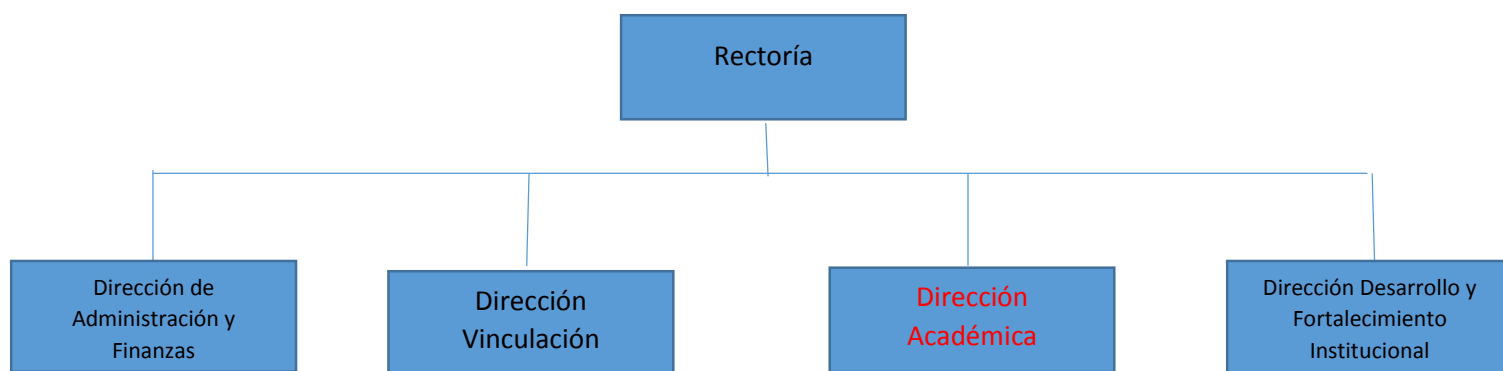 Rectoría
Dirección de
Administración y
Finanzas
Dirección
Vinculación
Dirección
Académica
Dirección Desarrollo y
Fortalecimiento
Institucional